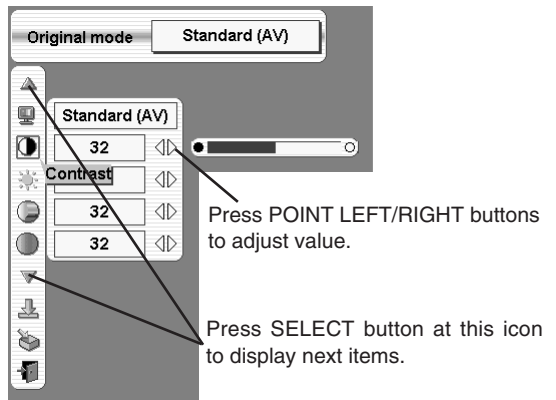 Original mode Standard (AV)
Standard (AV)
32
Contrast
32
32
Press POINT LEFT/RIGHT buttons
to adjust value.
Press SELECT button at this icon
to display next items.